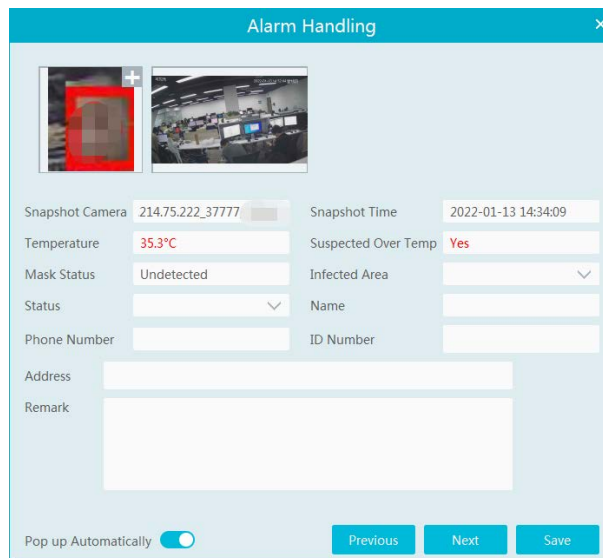 Alarm Handling
Snapshot Camera 214.75.222_37777 Snapshot Time 2022-01-13 14:34:09
Temperature 35.3°C Suspected Over Temp Yes
Mask Status Undetected Infected Area
Status Name
Phone Number ID Number
Address
Remark
Pop up Automatically Previous Next Save